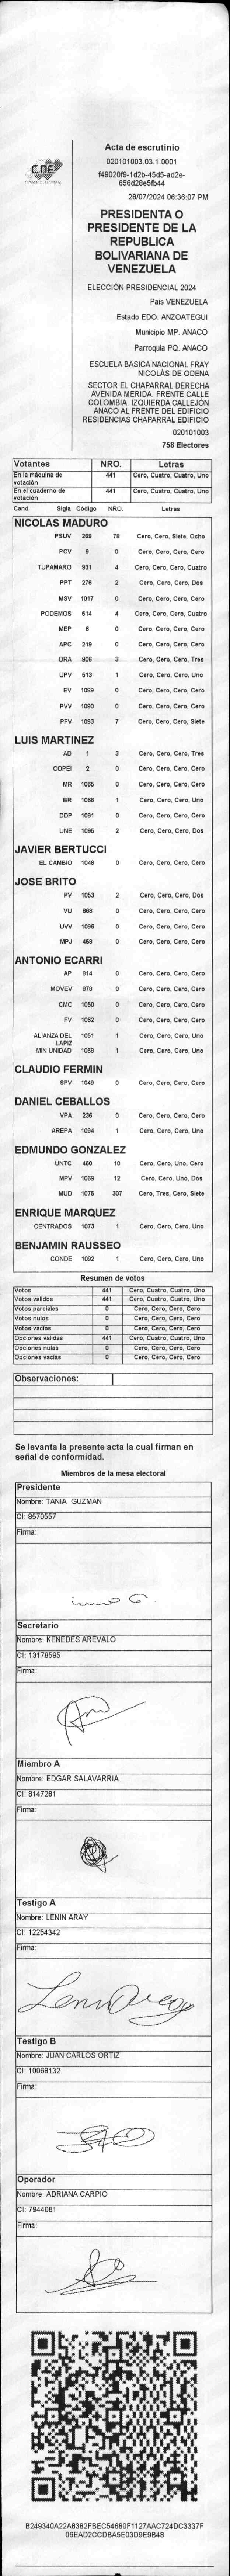 CNE
Acta de escrutinio
020101003.03.1.0001
f49020f9-1d2b-45d5-ad2e-
656d28e5fb44
28/07/2024 06:36:07 PM
PRESIDENTA O
PRESIDENTE DE LA
REPUBLICA
BOLIVARIANA DE
VENEZUELA
ELECCIÓN PRESIDENCIAL 2024
Pais VENEZUELA
Estado EDO. ANZOATEGUI
Municipio MP. ANACO
Parroquia PQ. ANACO
ESCUELA BASICA NACIONAL FRAY
NICOLÁS DE ODENA
SECTOR EL CHAPARRAL DERECHA
AVENIDA MERIDA. FRENTE CALLE
COLOMBIA. IZQUIERDA CALLEJÓN
ANACO AL FRENTE DEL EDIFICIO
RESIDENCIAS CHAPARRAL EDIFICIO
020101003
758 Electores
Votantes NRO. Letras
En la máquina de votación 441 Cero, Cuatro, Cuatro, Uno
En el cuaderno de votación 441 Cero, Cuatro, Cuatro, Uno
Cand. Sigla Código NRO. Letras
NICOLAS MADURO
PSUV 269 78 Cero, Cero, Siete, Ocho
PCV 9 0 Cero, Cero, Cero, Cero
TUPAMARO 931 4 Cero, Cero, Cero, Cuatro
PPT 276 2 Cero, Cero, Cero, Dos
MSV 1017 0 Cero, Cero, Cero, Cero
PODEMOS 514 4 Cero, Cero, Cero, Cuatro
MEP 6 0 Cero, Cero, Cero, Cero
APC 219 0 Cero, Cero, Cero, Cero
ORA 906 3 Cero, Cero, Cero, Tres
UPV 513 1 Cero, Cero, Cero, Uno
EV 1089 0 Cero, Cero, Cero, Cero
PVV 1090 0 Cero, Cero, Cero, Cero
PFV 1093 7 Cero, Cero, Cero, Siete
LUIS MARTINEZ
AD 1 3 Cero, Cero, Cero, Tres
COPEI 2 0 Cero, Cero, Cero, Cero
MR 1065 0 Cero, Cero, Cero, Cero
BR 1066 1 Cero, Cero, Cero, Uno
DDP 1091 0 Cero, Cero, Cero, Cero
UNE 1095 2 Cero, Cero, Cero, Dos
JAVIER BERTUCCI
EL CAMBIO 1048 0 Cero, Cero, Cero, Cero
JOSE BRITO
PV 1053 2 Cero, Cero, Cero, Dos
VU 868 0 Cero, Cero, Cero, Cero
UVV 1096 0 Cero, Cero, Cero, Cero
MPJ 458 0 Cero, Cero, Cero, Cero
ANTONIO ECARRI
AP 814 0 Cero, Cero, Cero, Cero
MOVEV 878 0 Cero, Cero, Cero, Cero
CMC 1050 0 Cero, Cero, Cero, Cero
FV 1062 0 Cero, Cero, Cero, Cero
ALIANZA DEL LAPIZ 1051 1 Cero, Cero, Cero, Uno
MIN UNIDAD 1068 1 Cero, Cero, Cero, Uno
CLAUDIO FERMIN
SPV 1049 0 Cero, Cero, Cero, Cero
DANIEL CEBALLOS
VPA 236 0 Cero, Cero, Cero, Cero
AREPA 1094 1 Cero, Cero, Cero, Uno
EDMUNDO GONZALEZ
UNTC 460 10 Cero, Cero, Uno, Cero
MPV 1069 12 Cero, Cero, Uno, Dos
MUD 1075 307 Cero, Tres, Cero, Siete
ENRIQUE MARQUEZ
CENTRADOS 1073 1 Cero, Cero, Cero, Uno
BENJAMIN RAUSSEO
CONDE 1092 1 Cero, Cero, Cero, Uno
Resumen de votos
Votos 441 Cero, Cuatro, Cuatro, Uno
Votos validos 441 Cero, Cuatro, Cuatro, Uno
Votos parciales 0 Cero, Cero, Cero, Cero
Votos nulos 0 Cero, Cero, Cero, Cero
Votos vacios 0 Cero, Cero, Cero, Cero
Opciones validas 441 Cero, Cuatro, Cuatro, Uno
Opciones nulas 0 Cero, Cero, Cero, Cero
Opciones vacias 0 Cero, Cero, Cero, Cero
Observaciones:
Se levanta la presente acta la cual firman en
señal de conformidad.
Miembros de la mesa electoral
Presidente
Nombre: TANIA GUZMAN
CI: 8570557
Firma:
Secretario
Nombre: KENEDES AREVALO
CI: 13178595
Firma:
Miembro A
Nombre: EDGAR SALAVARRIA
CI: 8147281
Firma:
Testigo A
Nombre: LENIN ARAY
CI: 12254342
Firma:
Testigo B
Nombre: JUAN CARLOS ORTIZ
CI: 10068132
Firma:
Operador
Nombre: ADRIANA CARPIO
CI: 7944081
Firma:
B249340A22A8382FBEC54680F1127AAC724DC3337F
06EAD2CCDBA5E03D9E9B48